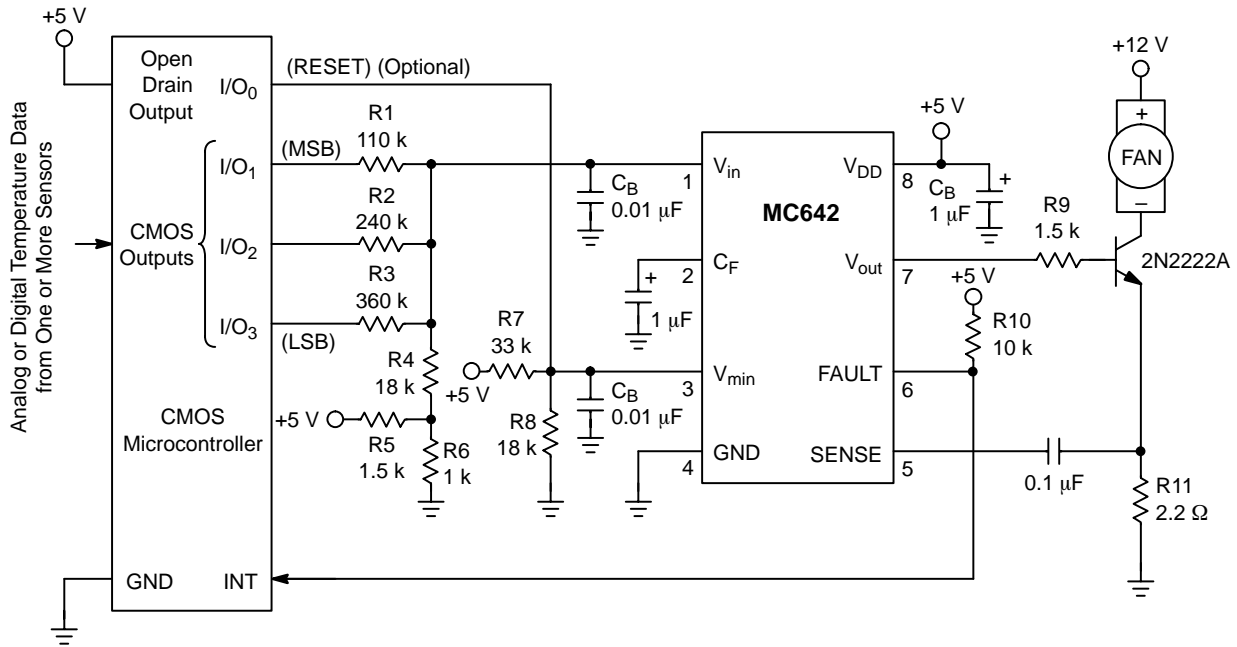 +5 V
Open
Drain
Output
I/O0
(RESET) (Optional)
Analog or Digital Temperature Data
from One or More Sensors
CMOS
Outputs
I/O1
(MSB)
R1
110 k
I/O2
R2
240 k
I/O3
(LSB)
R3
360 k
R4
18 k
+5 V
R5
1.5 k
R6
1 k
CMOS
Microcontroller
GND
INT
R7
33 k
+5 V
R8
18 k
CB
0.01 µF
1 µF
+
CB
0.01 µF
MC642
1
Vin
2
CF
3
Vmin
4
GND
VDD
8
Vout
7
FAULT
6
SENSE
5
+5 V
CB
1 µF
+
R9
1.5 k
+5 V
R10
10 k
0.1 µF
+12 V
+
FAN
–
2N2222A
R11
2.2 Ω